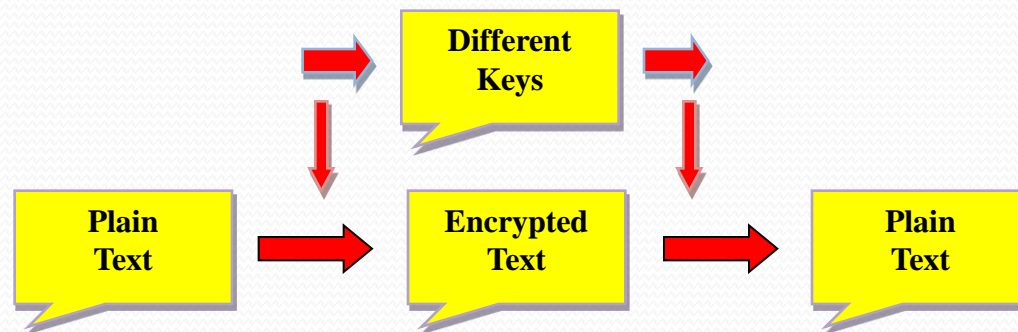 Different
Keys
Plain
Text
Encrypted
Text
Plain
Text